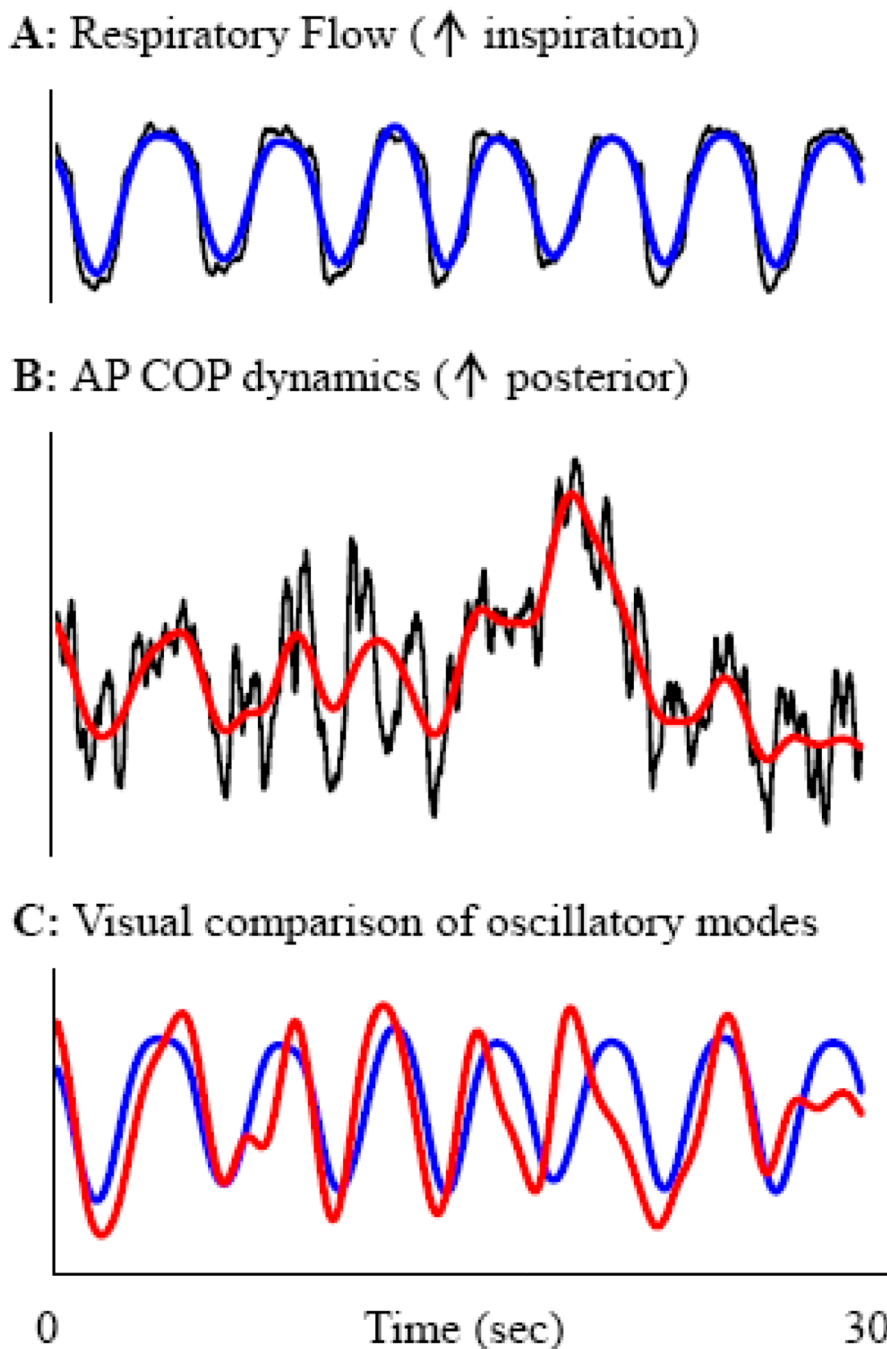 A: Respiratory Flow (↑ inspiration)
B: AP COP dynamics (↑ posterior)
C: Visual comparison of oscillatory modes
0 Time (sec) 30